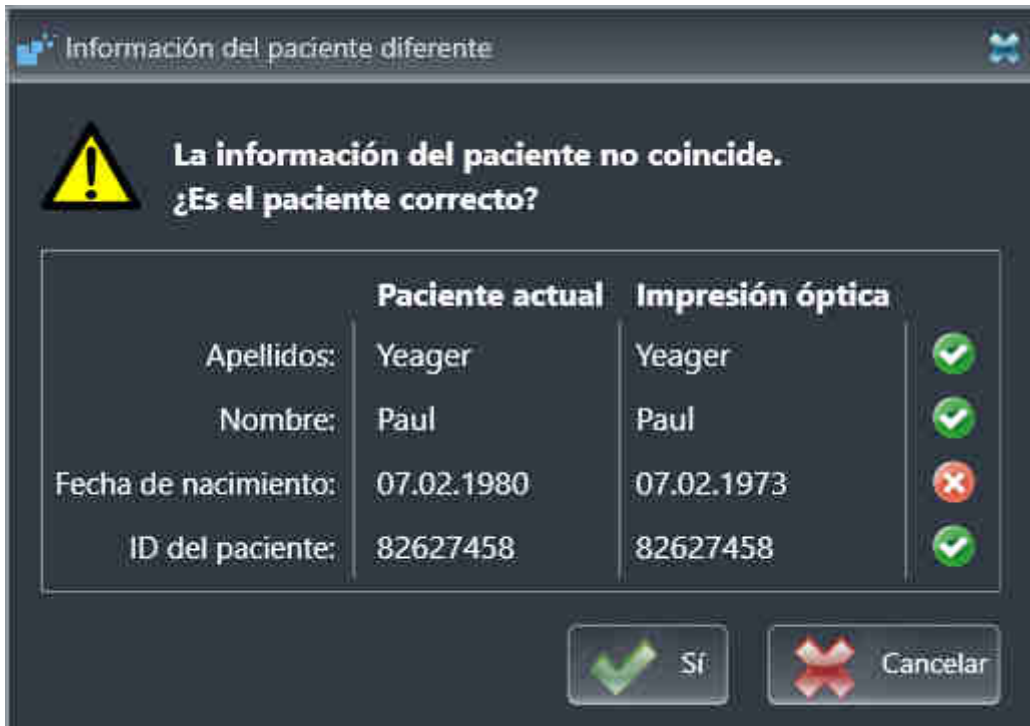 Información del paciente diferente
La información del paciente no coincide.
¿Es el paciente correcto?
Paciente actual Impresión óptica
Apellidos: Yeager Yeager
Nombre: Paul Paul
Fecha de nacimiento: 07.02.1980 07.02.1973
ID del paciente: 82627458 82627458
Sí Cancelar